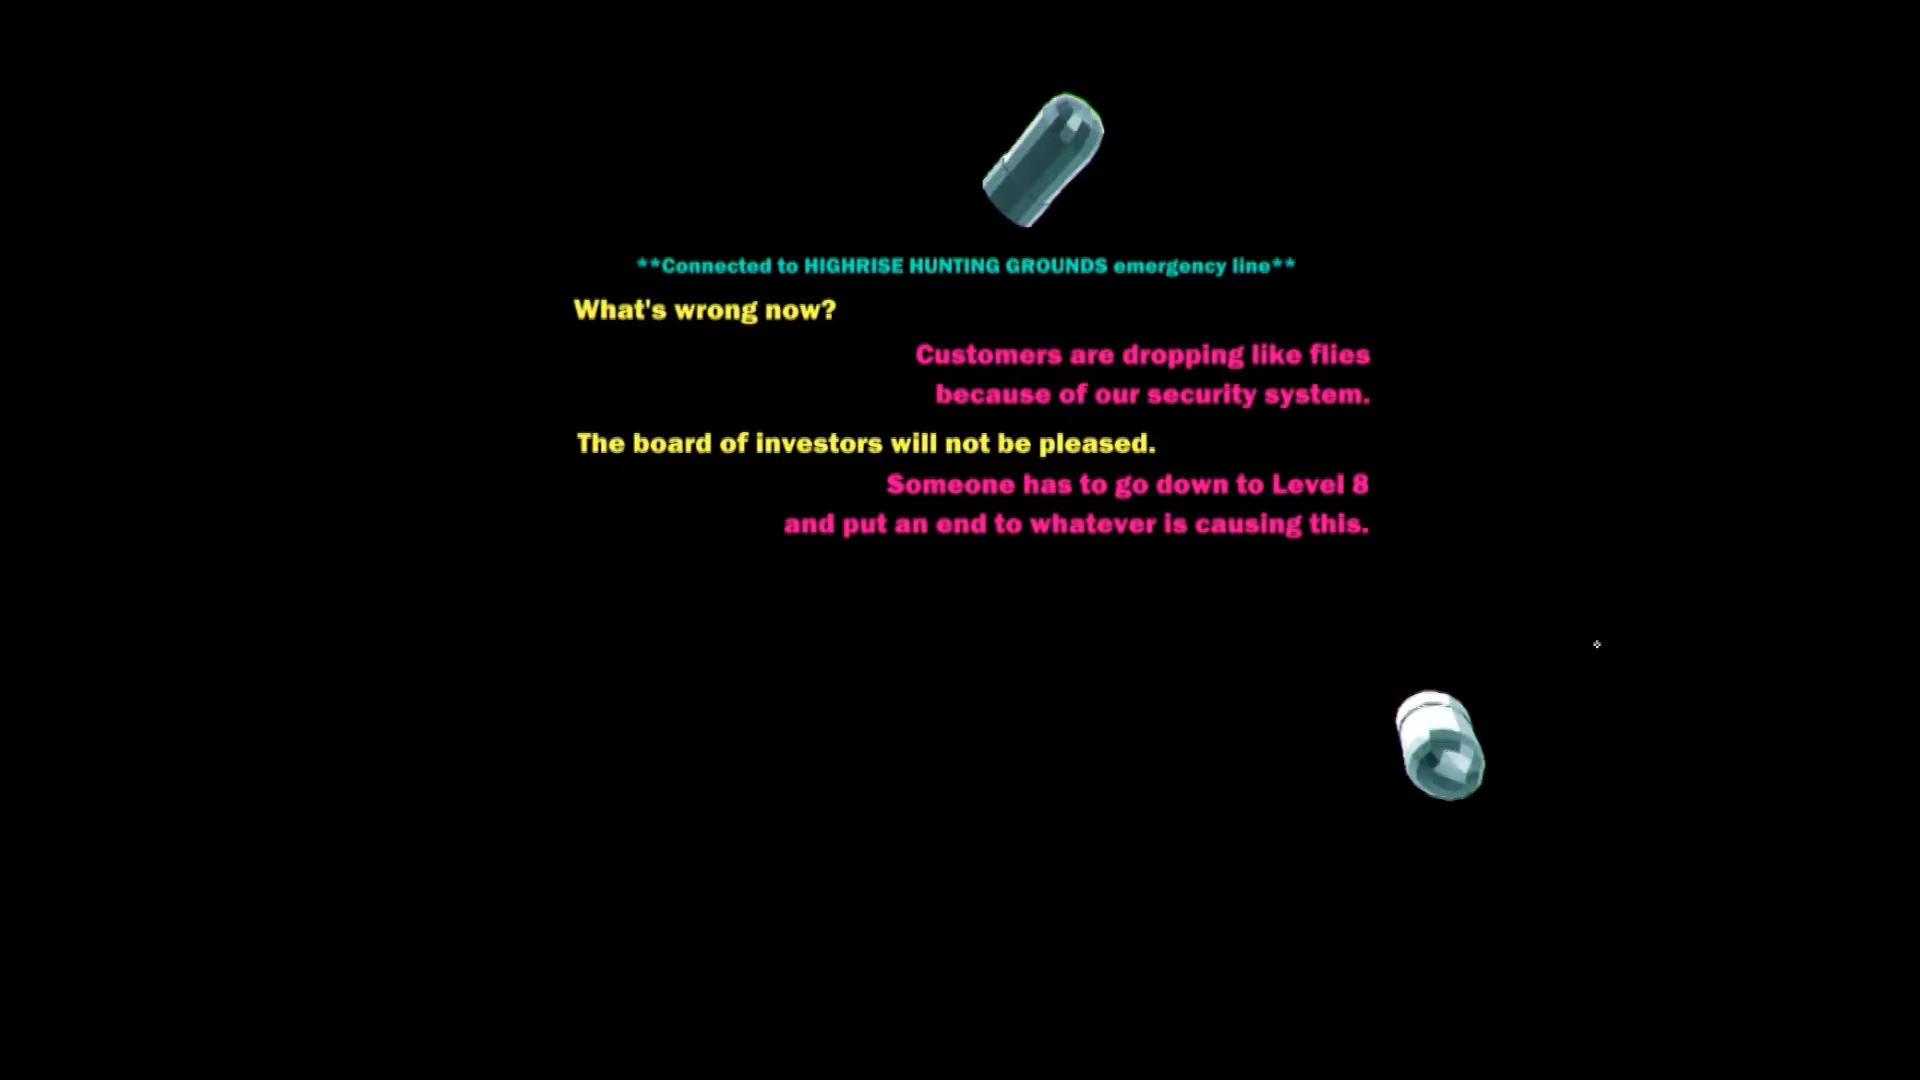 **Connected to HIGHRISE HUNTING GROUNDS emergency line**
What's wrong now?
Customers are dropping like flies
because of our security system.
The board of investors will not be pleased.
Someone has to go down to Level 8
and put an end to whatever is causing this.